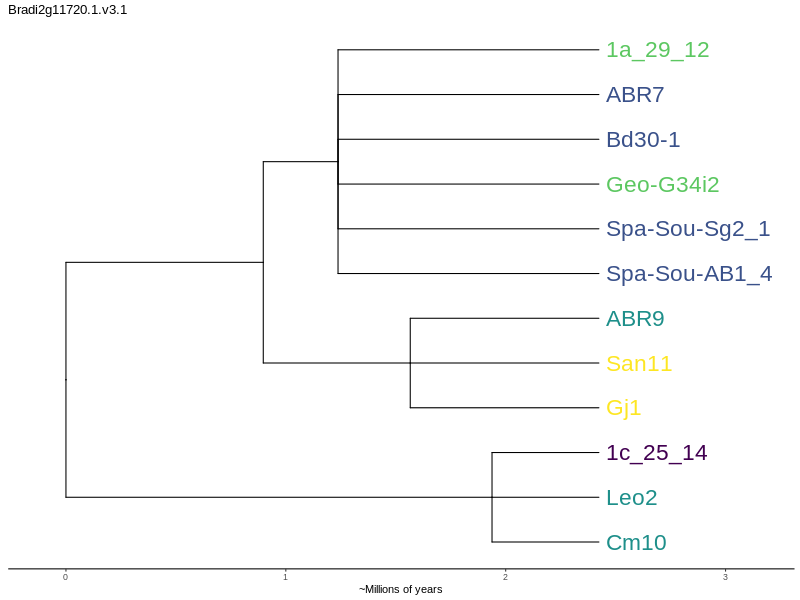 Bradi2g11720.1.v3.1
1a_29_12
ABR7
Bd30-1
Geo-G34i2
Spa-Sou-Sg2_1
Spa-Sou-AB1_4
ABR9
San11
Gj1
1c_25_14
Leo2
Cm10
0 1 2 3
~Millions of years